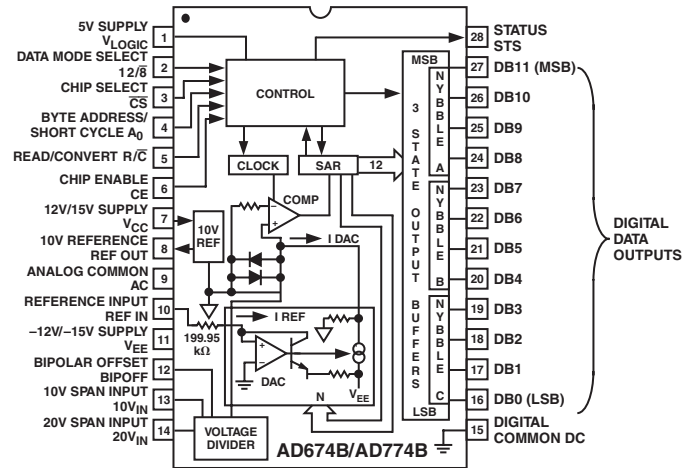 5V SUPPLY
VLOGIC
1
DATA MODE SELECT
12/8̅
2
CHIP SELECT
C̅S̅
3
BYTE ADDRESS/
SHORT CYCLE A0
4
READ/CONVERT R/C̅
5
CHIP ENABLE
CE
6
12V/15V SUPPLY
VCC
7
10V REFERENCE
REF OUT
8
ANALOG COMMON
AC
9
REFERENCE INPUT
REF IN
10
–12V/–15V SUPPLY
VEE
11
BIPOLAR OFFSET
BIPOFF
12
10V SPAN INPUT
10VIN
13
20V SPAN INPUT
20VIN
14
CONTROL
CLOCK
SAR
12
COMP
–
+
10V
REF
I DAC
I REF
199.95
kΩ
+
–
DAC
VEE
N
VOLTAGE
DIVIDER
AD674B/AD774B
MSB
3 STATE OUTPUT BUFFERS
LSB
NYBBLE A
NYBBLE B
NYBBLE C
28
STATUS
STS
27
DB11 (MSB)
26
DB10
25
DB9
24
DB8
23
DB7
22
DB6
21
DB5
20
DB4
19
DB3
18
DB2
17
DB1
16
DB0 (LSB)
15
DIGITAL
COMMON DC
DIGITAL
DATA
OUTPUTS